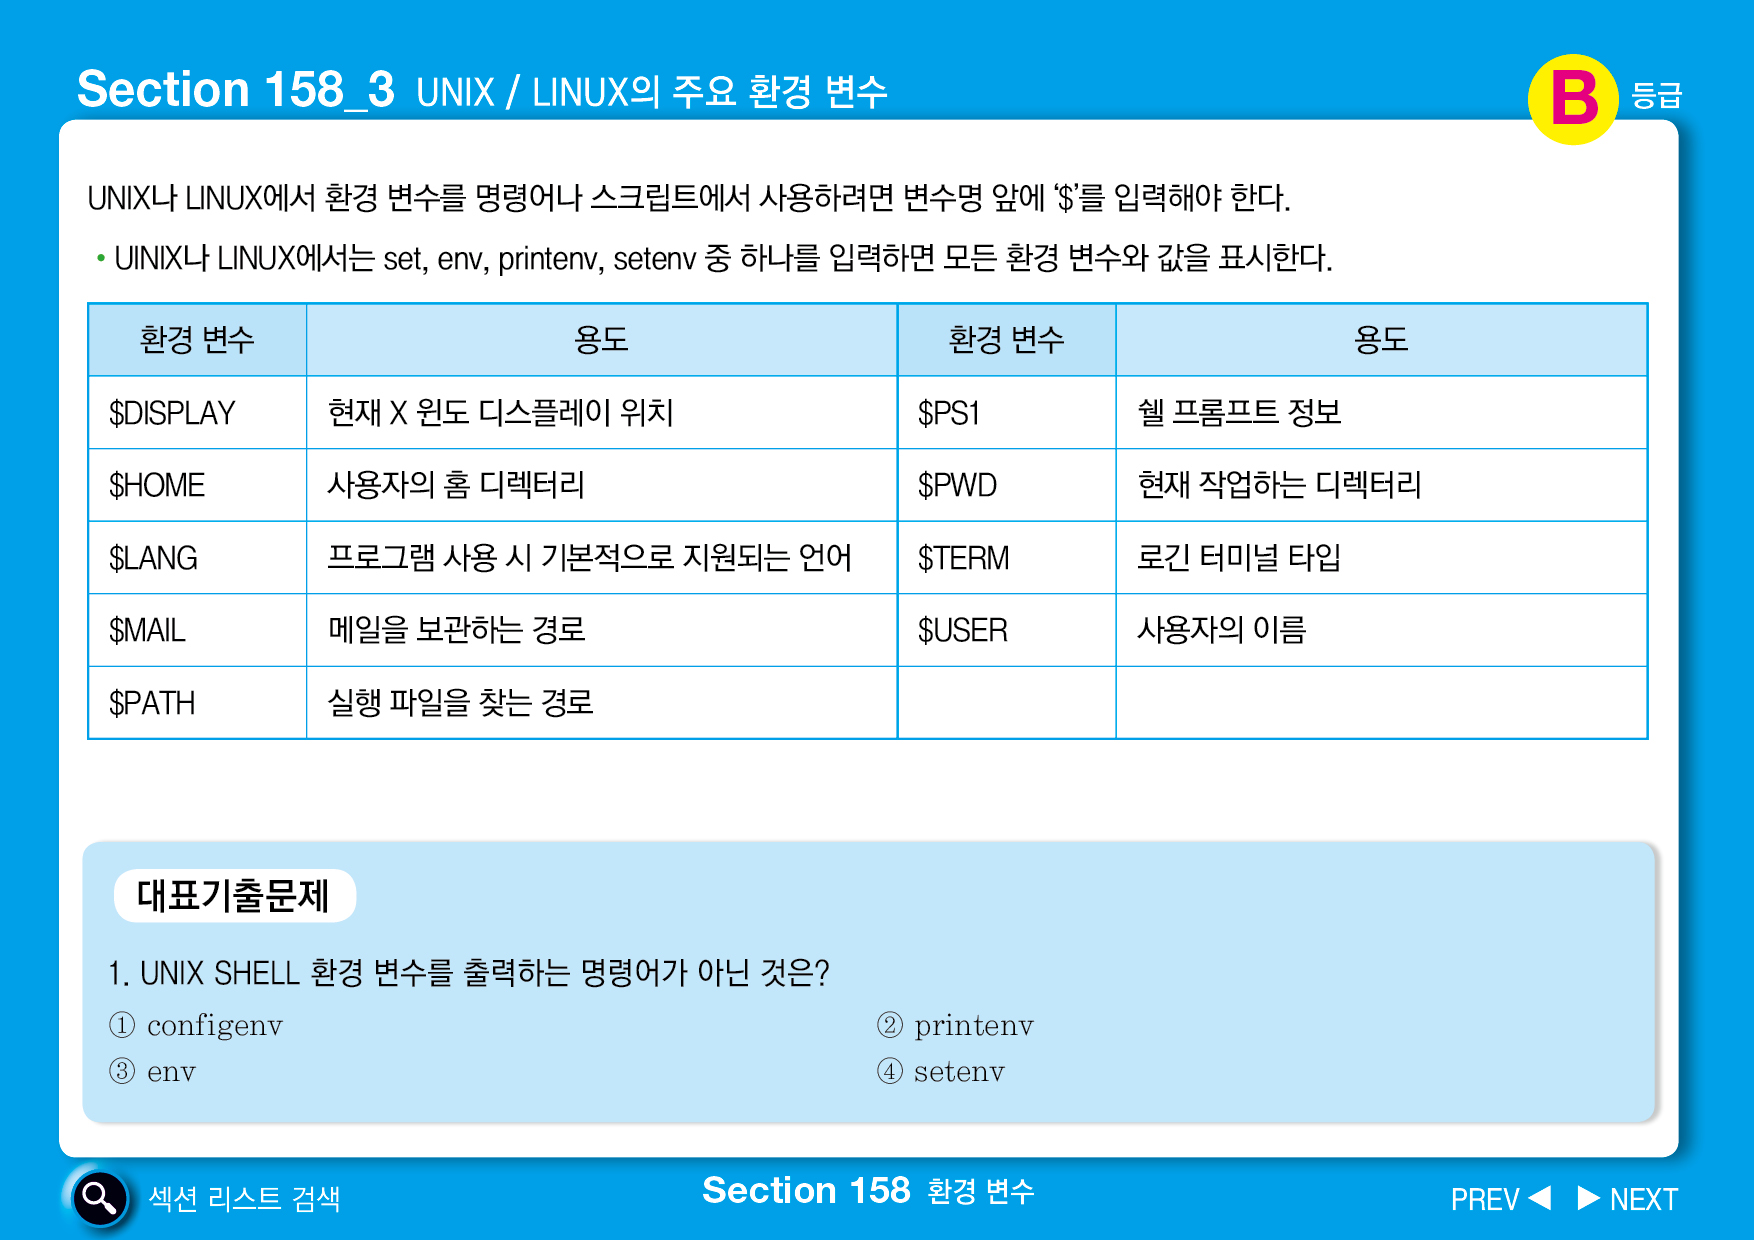 Section 158_3 UNIX / LINUX의 주요 환경 변수
B 등급
UNIX나 LINUX에서 환경 변수를 명령어나 스크립트에서 사용하려면 변수명 앞에 ‘$’를 입력해야 한다.
• UINIX나 LINUX에서는 set, env, printenv, setenv 중 하나를 입력하면 모든 환경 변수와 값을 표시한다.
환경 변수 용도 환경 변수 용도
$DISPLAY 현재 X 윈도 디스플레이 위치 $PS1 쉘 프롬프트 정보
$HOME 사용자의 홈 디렉터리 $PWD 현재 작업하는 디렉터리
$LANG 프로그램 사용 시 기본적으로 지원되는 언어 $TERM 로긴 터미널 타입
$MAIL 메일을 보관하는 경로 $USER 사용자의 이름
$PATH 실행 파일을 찾는 경로
대표기출문제
1. UNIX SHELL 환경 변수를 출력하는 명령어가 아닌 것은?
① configenv ② printenv
③ env ④ setenv
섹션 리스트 검색 Section 158 환경 변수 PREV ◀ ▶ NEXT